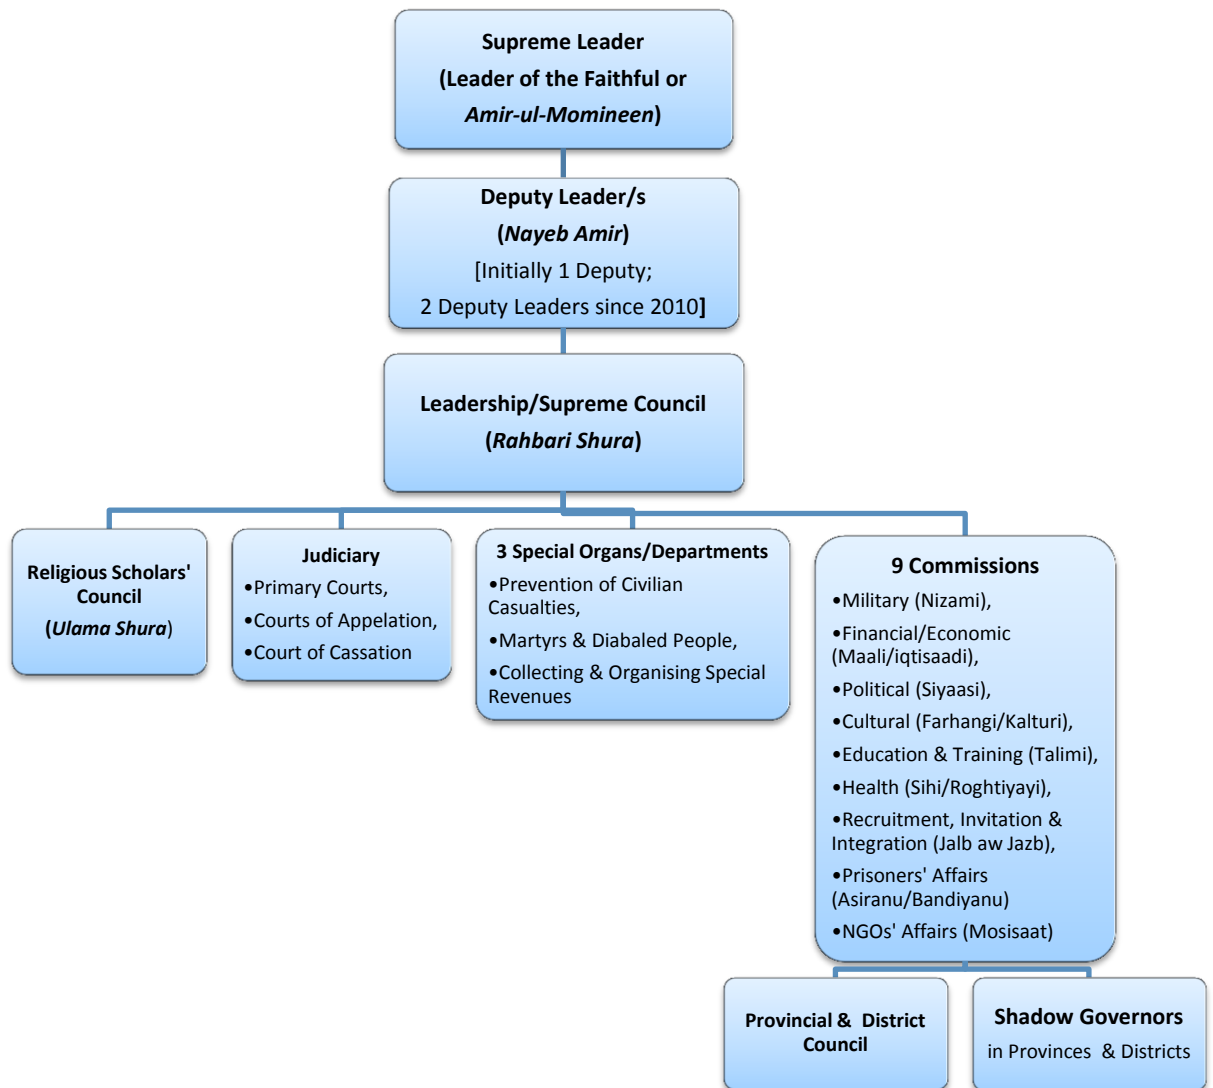 Supreme Leader
(Leader of the Faithful or
Amir-ul-Momineen)
Deputy Leader/s
(Nayeb Amir)
[Initially 1 Deputy;
2 Deputy Leaders since 2010]
Leadership/Supreme Council
(Rahbari Shura)
Religious Scholars'
Council
(Ulama Shura)
Judiciary
•Primary Courts,
•Courts of Appelation,
•Court of Cassation
3 Special Organs/Departments
•Prevention of Civilian
Casualties,
•Martyrs & Diabaled People,
•Collecting & Organising Special
Revenues
9 Commissions
•Military (Nizami),
•Financial/Economic
(Maali/iqtisaadi),
•Political (Siyaasi),
•Cultural (Farhangi/Kalturi),
•Education & Training (Talimi),
•Health (Sihi/Roghtiyayi),
•Recruitment, Invitation &
Integration (Jalb aw Jazb),
•Prisoners' Affairs
(Asiranu/Bandiyanu)
•NGOs' Affairs (Mosisaat)
Provincial & District
Council
Shadow Governors
in Provinces & Districts